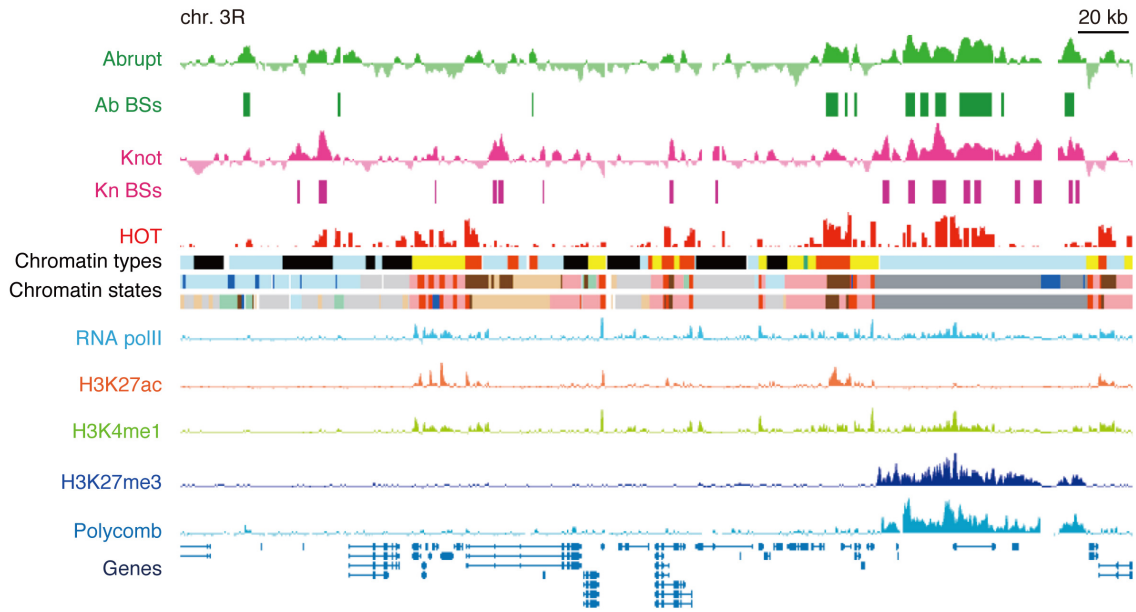 chr. 3R
20 kb
Abrupt
Ab BSs
Knot
Kn BSs
HOT
Chromatin types
Chromatin states
RNA polII
H3K27ac
H3K4me1
H3K27me3
Polycomb
Genes